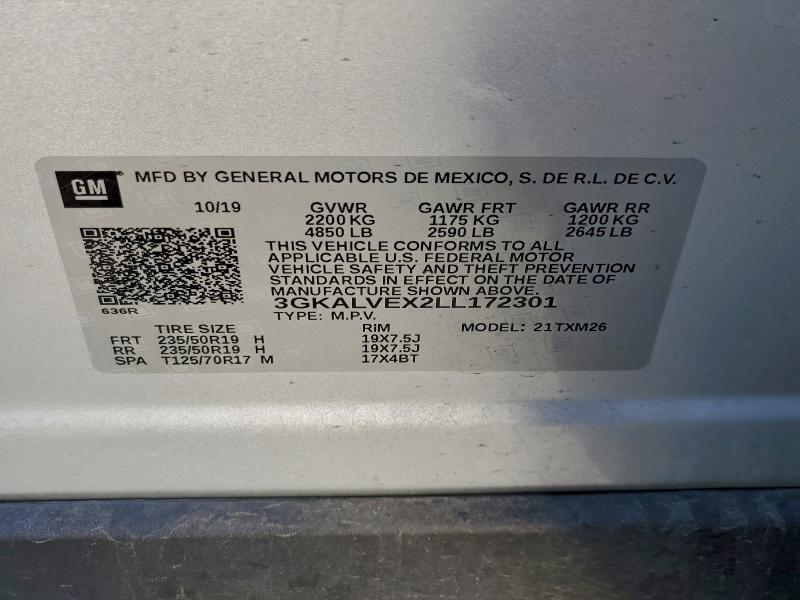 GM MFD BY GENERAL MOTORS DE MEXICO, S. DE R.L. DE C.V.
10/19 GVWR GAWR FRT GAWR RR
2200 KG 1175 KG 1200 KG
4850 LB 2590 LB 2645 LB
THIS VEHICLE CONFORMS TO ALL
APPLICABLE U.S. FEDERAL MOTOR
VEHICLE SAFETY AND THEFT PREVENTION
STANDARDS IN EFFECT ON THE DATE OF
MANUFACTURE SHOWN ABOVE.
636R 3GKALVEX2LL172301
TYPE: M.P.V.
TIRE SIZE RiM MODEL: 21TXM26
FRT 235/50R19 H 19X7.5J
RR 235/50R19 H 19X7.5J
SPA T125/70R17 M 17X4BT